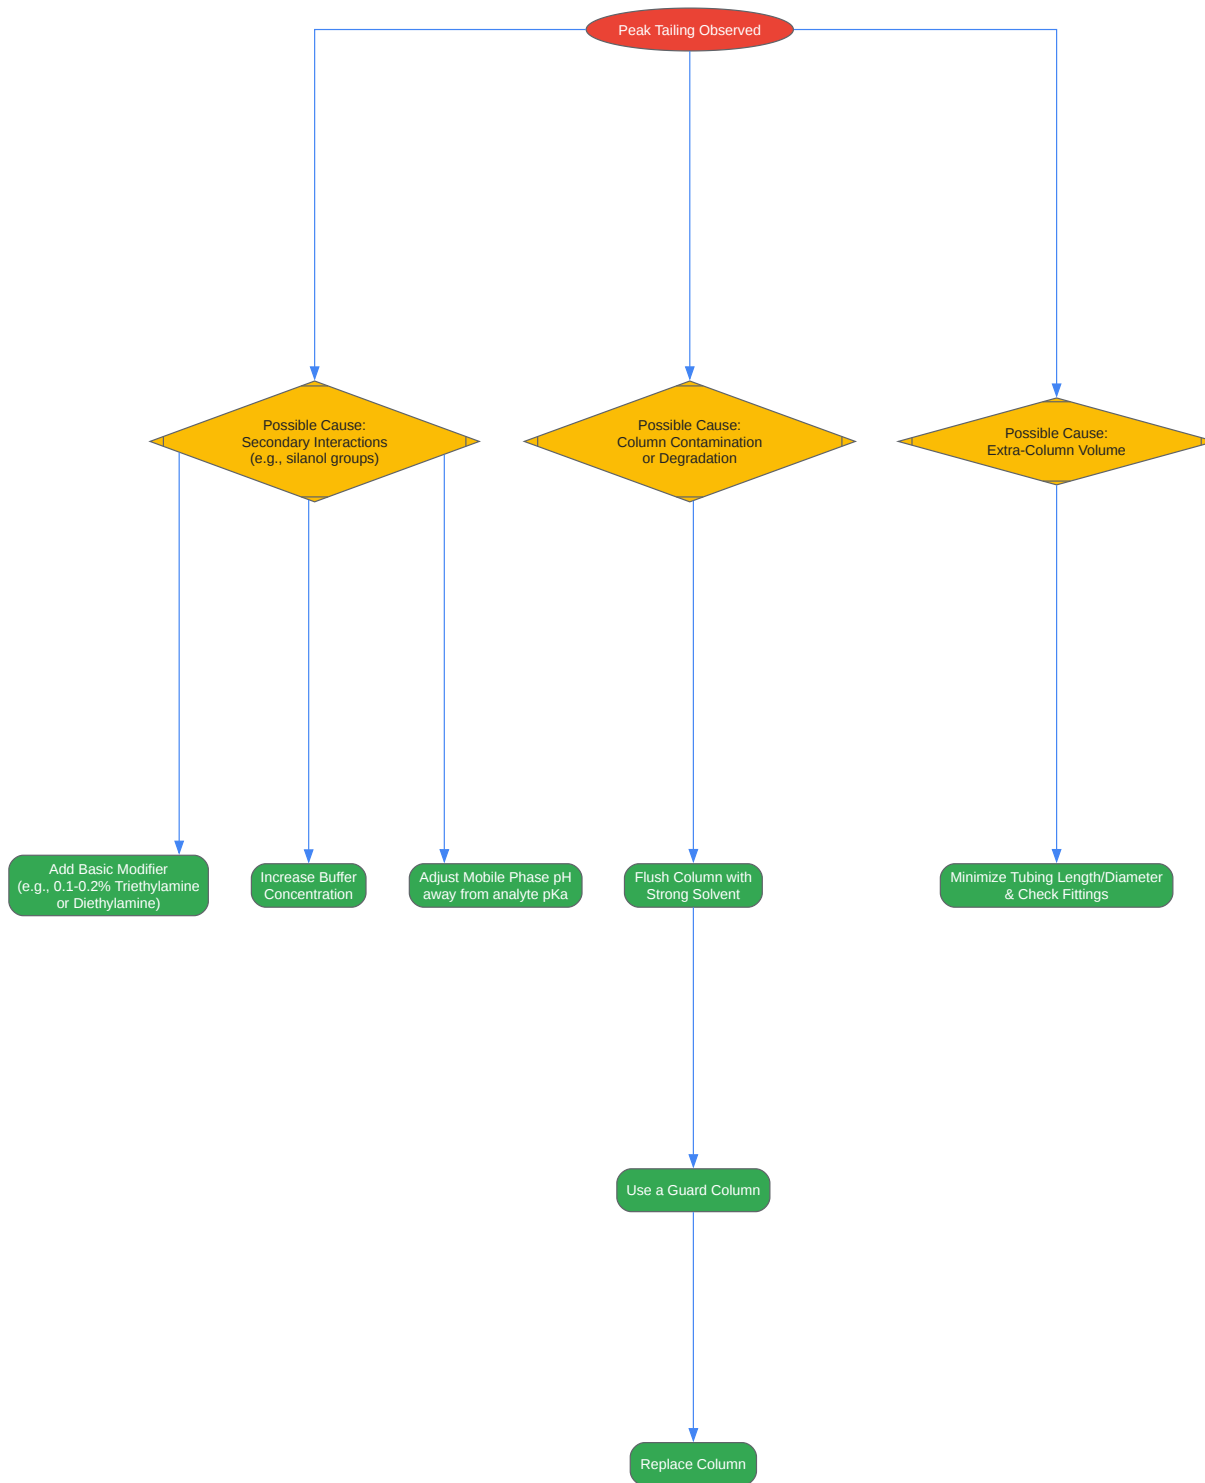 Peak Tailing Observed
Possible Cause:
Secondary Interactions
(e.g., silanol groups)
Possible Cause:
Column Contamination
or Degradation
Possible Cause:
Extra-Column Volume
Add Basic Modifier
(e.g., 0.1-0.2% Triethylamine
or Diethylamine)
Increase Buffer
Concentration
Adjust Mobile Phase pH
away from analyte pKa
Flush Column with
Strong Solvent
Minimize Tubing Length/Diameter
& Check Fittings
Use a Guard Column
Replace Column